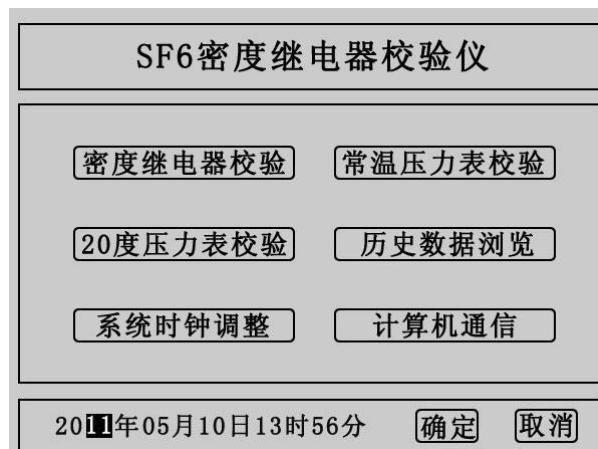 SF6密度继电器校验仪
密度继电器校验 常温压力表校验
20度压力表校验 历史数据浏览
系统时钟调整 计算机通信
2011年05月10日13时56分 确定 取消